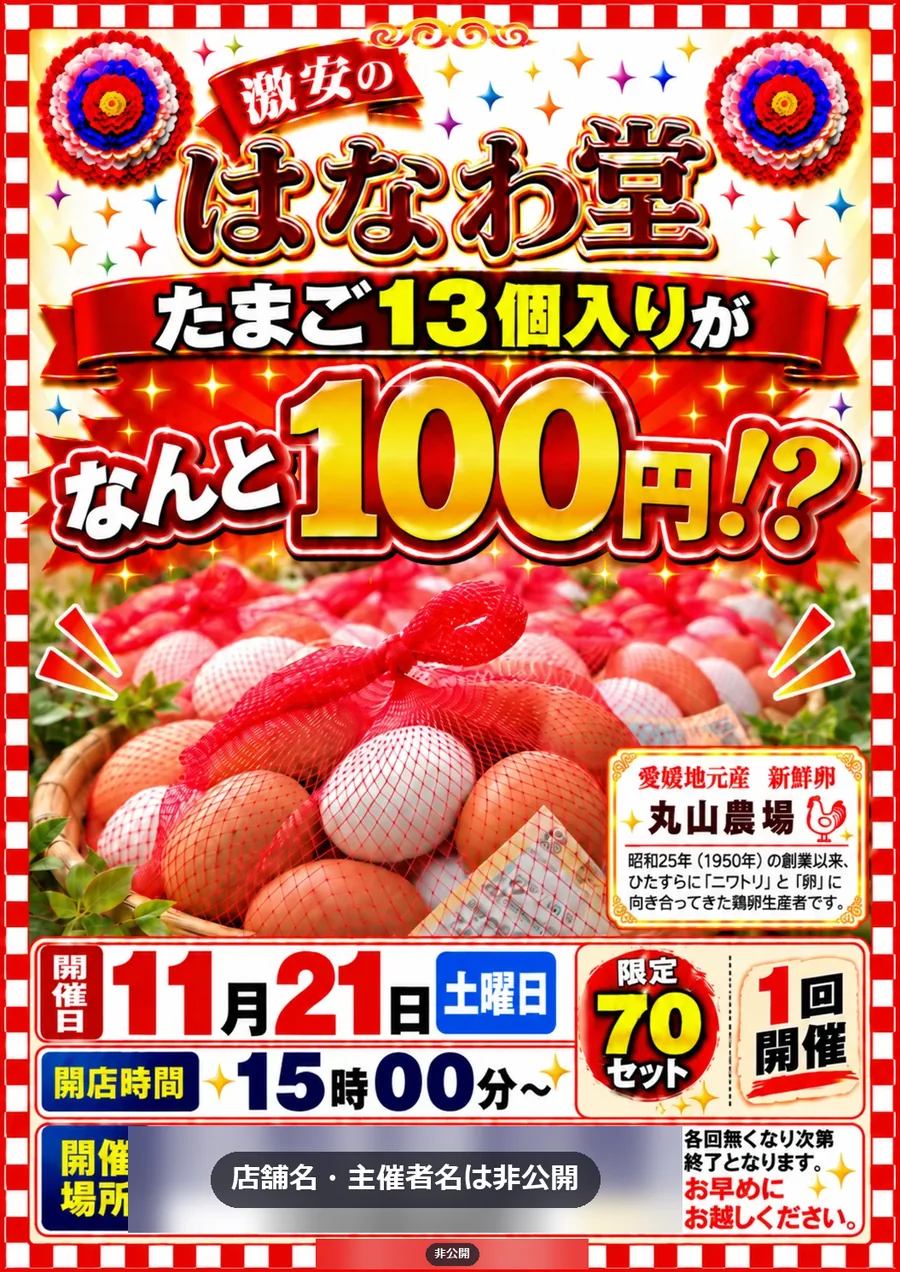 激安の
はなわ堂
たまご13個入りが
なんと100円!?
愛媛地元産 新鮮卵
丸山農場
昭和25年(1950年)の創業以来、
ひたすらに「ニワトリ」と「卵」に
向き合ってきた鶏卵生産者です。
開催日
11月21日 土曜日
限定
70
セット
1回
開催
開店時間
15時00分~
開催
場所
店舗名・主催者名は非公開
各回無くなり次第
終了となります。
お早めに
お越しください。
非公開